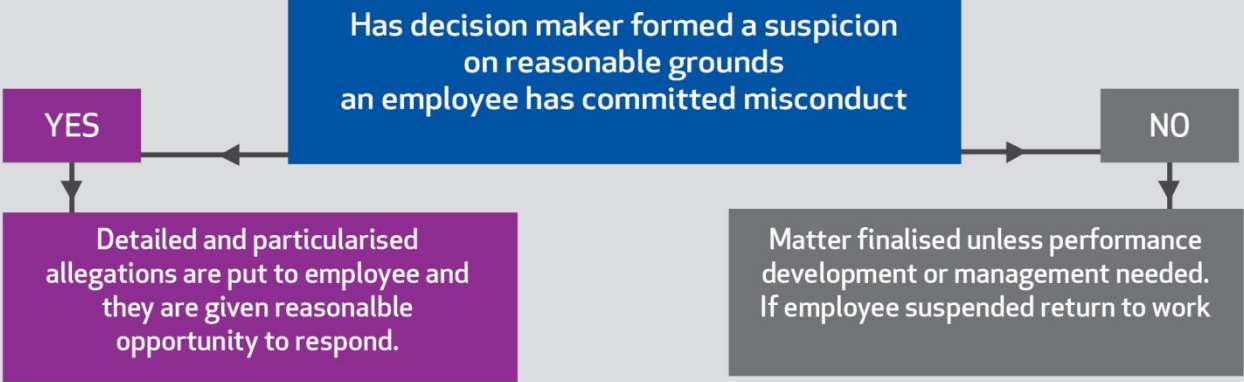 Has decision maker formed a suspicion
on reasonable grounds
an employee has committed misconduct
YES
NO
Detailed and particularised
allegations are put to employee and
they are given reasonalble
opportunity to respond.
Matter finalised unless performance
development or management needed.
If employee suspended return to work